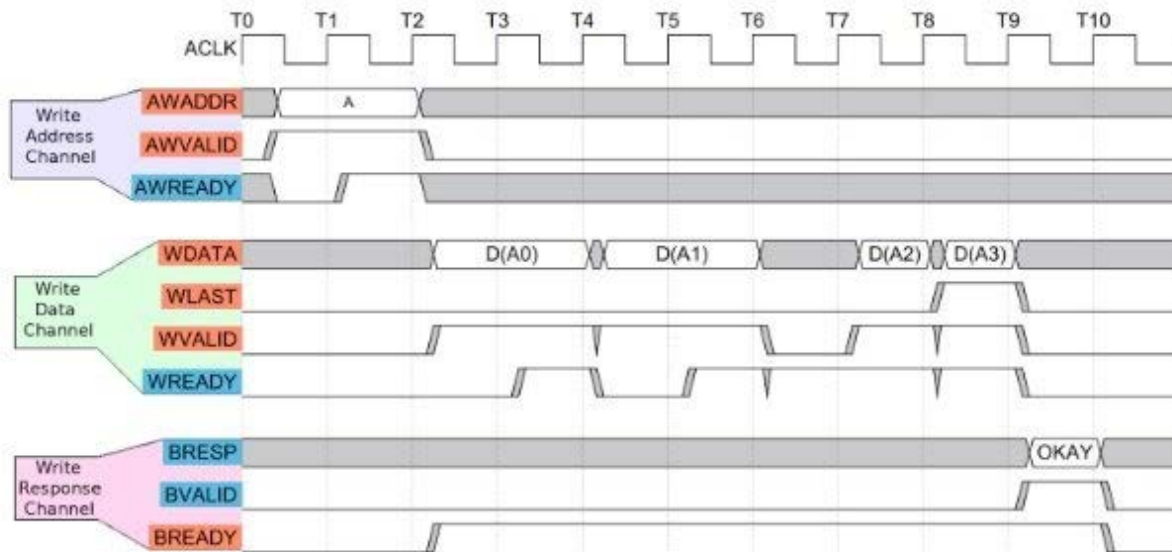 T0 T1 T2 T3 T4 T5 T6 T7 T8 T9 T10
ACLK
Write
Address
Channel
AWADDR A
AWVALID
AWREADY
Write
Data
Channel
WDATA D(A0) D(A1) D(A2) D(A3)
WLAST
WVALID
WREADY
Write
Response
Channel
BRESP OKAY
BVALID
BREADY